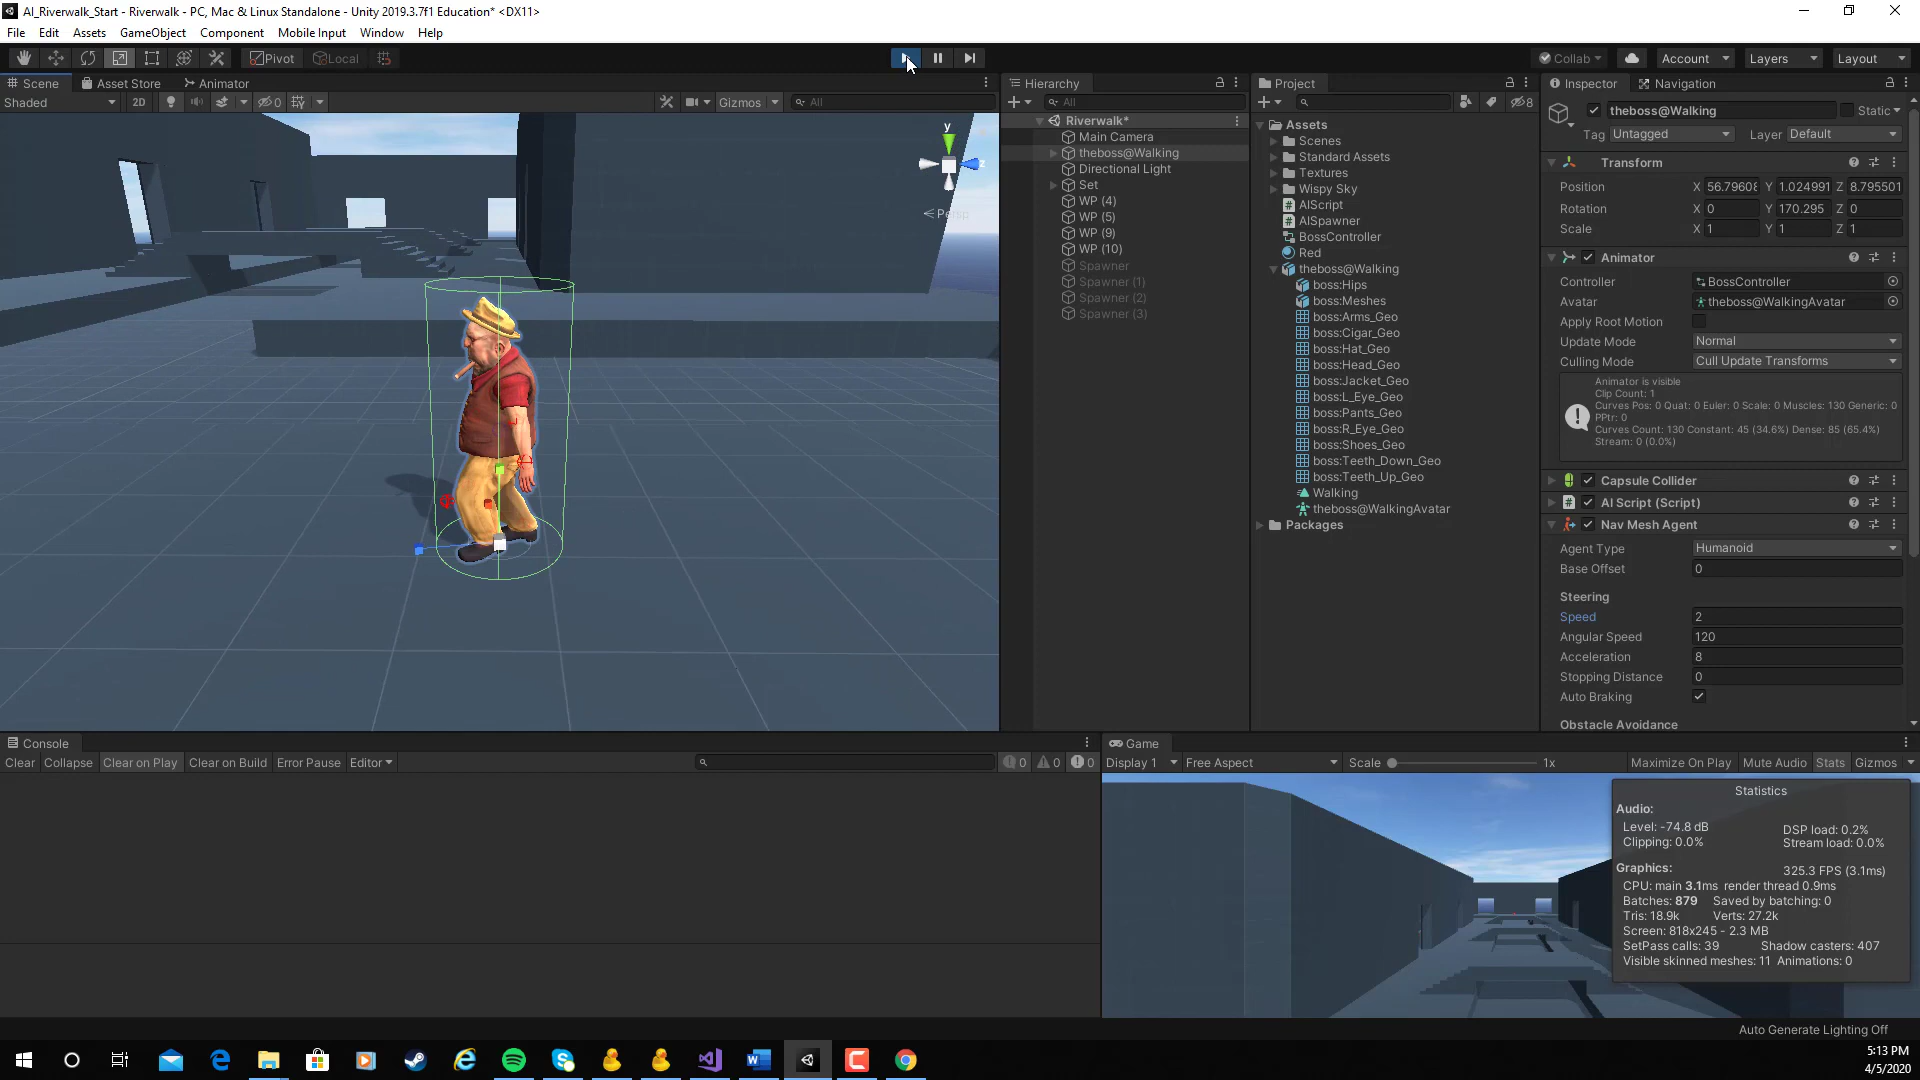 AI_Riverwalk_Start - Riverwalk - PC, Mac & Linux Standalone - Unity 2019.3.7f1 Education* <DX11>
File Edit Assets GameObject Component Mobile Input Window Help
Pivot Local Collab Account Layers Layout
Scene Asset Store Animator
Shaded 2D 0 Gizmos All
y
z
Persp
Hierarchy
All
Riverwalk*
Main Camera
theboss@Walking
Directional Light
Set
WP (4)
WP (5)
WP (9)
WP (10)
Spawner
Spawner (1)
Spawner (2)
Spawner (3)
Project
8
Assets
Scenes
Standard Assets
Textures
Wispy Sky
AIScript
AISpawner
BossController
Red
theboss@Walking
boss:Hips
boss:Meshes
boss:Arms_Geo
boss:Cigar_Geo
boss:Hat_Geo
boss:Head_Geo
boss:Jacket_Geo
boss:L_Eye_Geo
boss:Pants_Geo
boss:R_Eye_Geo
boss:Shoes_Geo
boss:Teeth_Down_Geo
boss:Teeth_Up_Geo
Walking
theboss@WalkingAvatar
Packages
Inspector Navigation
theboss@Walking Static
Tag Untagged Layer Default
Transform
Position X 56.79608 Y 1.024991 Z 8.795501
Rotation X 0 Y 170.295 Z 0
Scale X 1 Y 1 Z 1
Animator
Controller BossController
Avatar theboss@WalkingAvatar
Apply Root Motion
Update Mode Normal
Culling Mode Cull Update Transforms
Animator is visible
Clip Count: 1
Curves Pos: 0 Quat: 0 Euler: 0 Scale: 0 Muscles: 130 Generic: 0
PPtr: 0
Curves Count: 130 Constant: 45 (34.6%) Dense: 85 (65.4%)
Stream: 0 (0.0%)
Capsule Collider
AI Script (Script)
Nav Mesh Agent
Agent Type Humanoid
Base Offset 0
Steering
Speed 2
Angular Speed 120
Acceleration 8
Stopping Distance 0
Auto Braking
Obstacle Avoidance
Console
Clear Collapse Clear on Play Clear on Build Error Pause Editor 0 0 0
Game
Display 1 Free Aspect Scale 1x Maximize On Play Mute Audio Stats Gizmos
Statistics
Audio:
Level: -74.8 dB DSP load: 0.2%
Clipping: 0.0% Stream load: 0.0%
Graphics: 325.3 FPS (3.1ms)
CPU: main 3.1ms render thread 0.9ms
Batches: 879 Saved by batching: 0
Tris: 18.9k Verts: 27.2k
Screen: 818x245 - 2.3 MB
SetPass calls: 39 Shadow casters: 407
Visible skinned meshes: 11 Animations: 0
Auto Generate Lighting Off
5:13 PM
4/5/2020